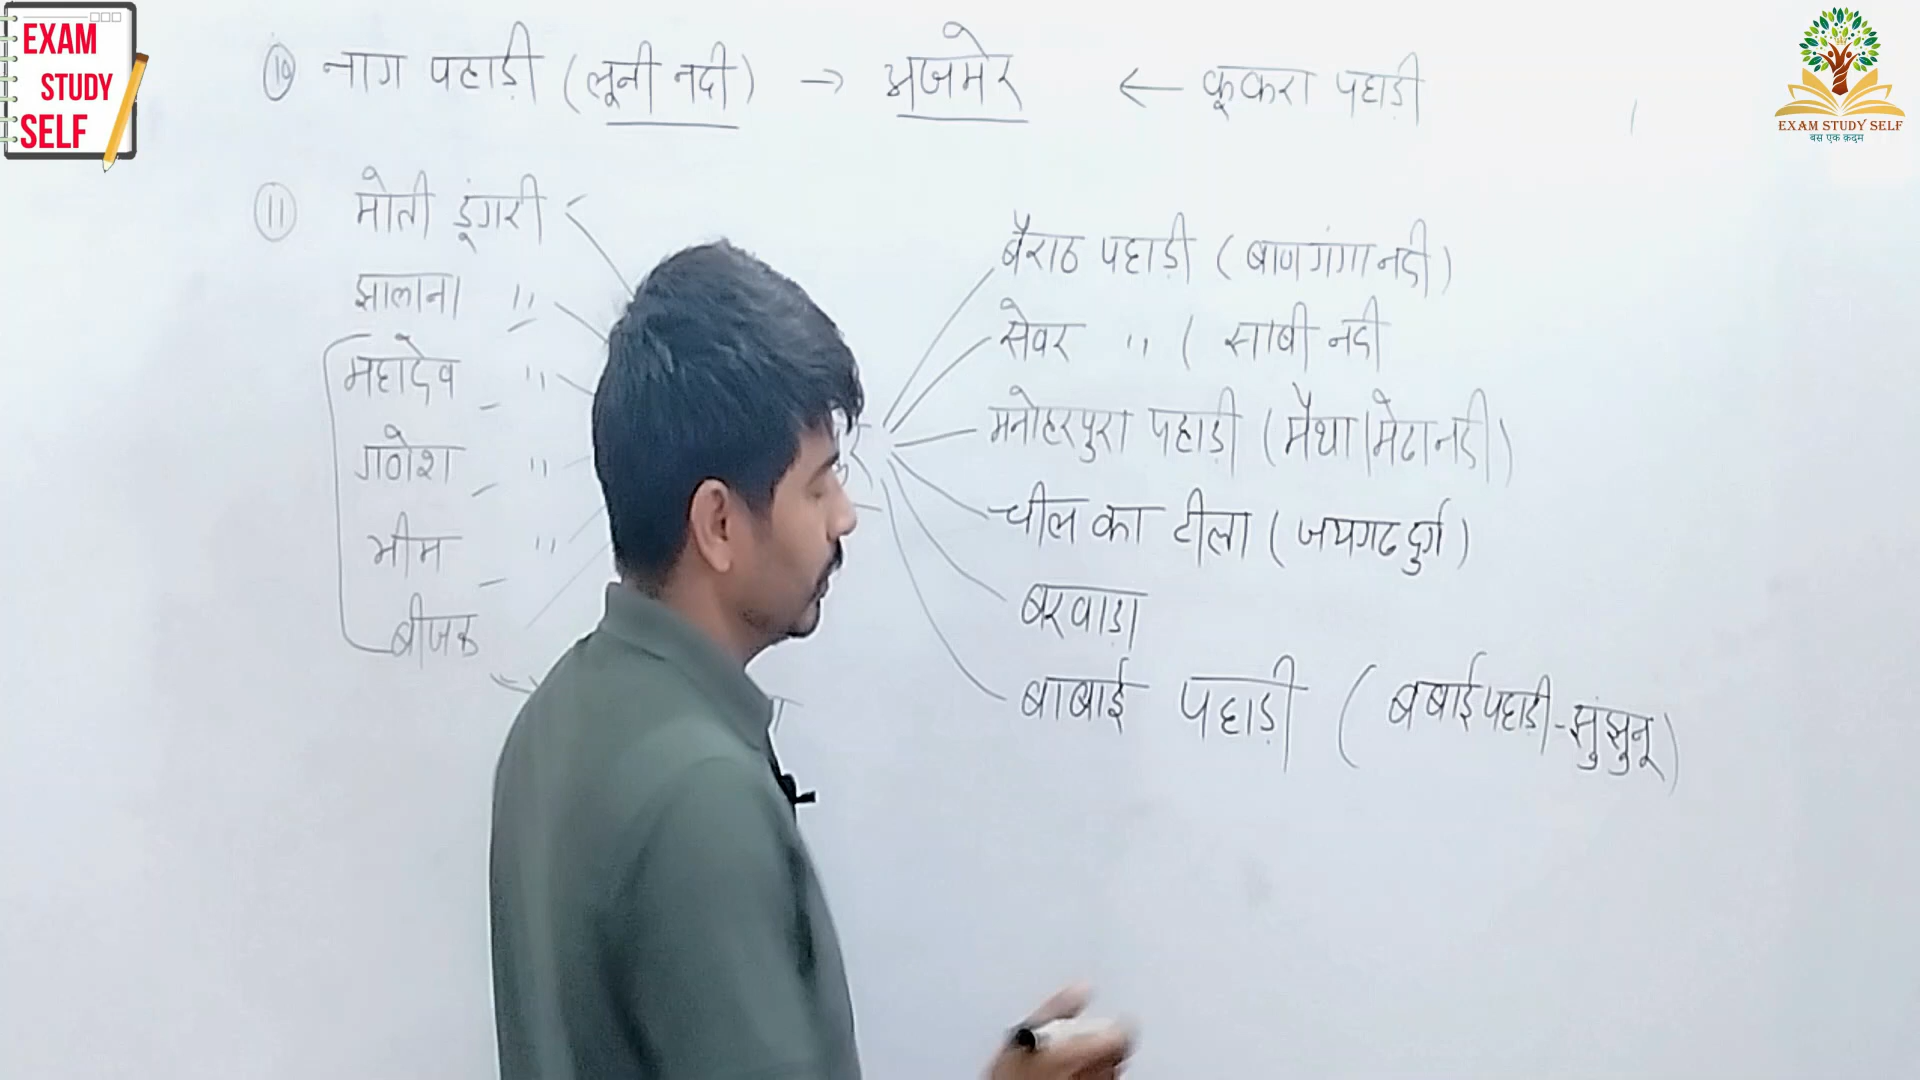 EXAM
STUDY
SELF
EXAM STUDY SELF
बस एक क़दम
10 नाग पहाड़ी (लूनी नदी) → अजमेर ← कूकरा पहाड़ी
11 मोती डूंगरी
झालाना "
महादेव "
गणेश "
भीम "
बीजक
बैराठ पहाड़ी (बाणगंगा नदी)
सेवर " ( साबी नदी
मनोहरपुरा पहाड़ी (मैंथा/मेढा नदी)
चील का टीला (जयगढ दुर्ग)
बरवाड़ा
बाबाई पहाड़ी (बबाई पहाड़ी-झुंझुनू)